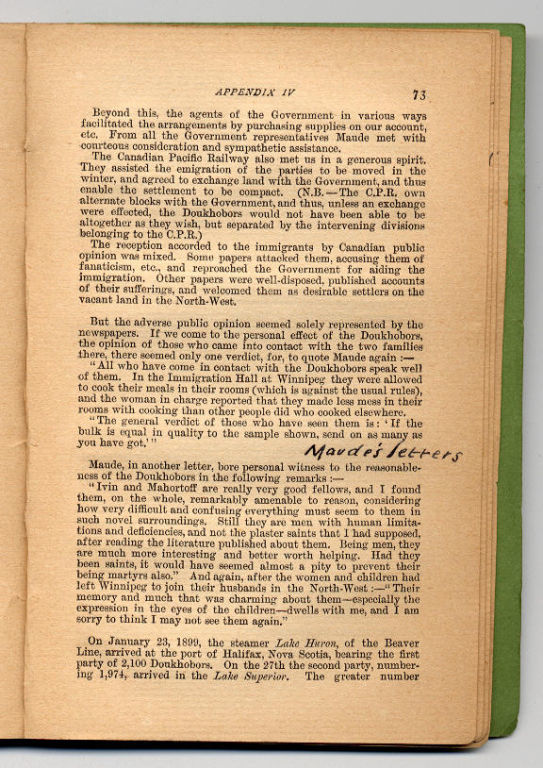 APPENDIX IV 73
Beyond this, the agents of the Government in various ways
facilitated the arrangements by purchasing supplies on our account,
etc. From all the Government representatives Maude met with
courteous consideration and sympathetic assistance.
The Canadian Pacific Railway also met us in a generous spirit.
They assisted the emigration of the parties to be moved in the
winter, and agreed to exchange land with the Government, and thus
enable the settlement to be compact. (N.B.—The C.P.R. own
alternate blocks with the Government, and thus, unless an exchange
were effected, the Doukhobors would not have been able to be
altogether as they wish, but separated by the intervening divisions
belonging to the C.P.R.)
The reception accorded to the immigrants by Canadian public
opinion was mixed. Some papers attacked them, accusing them of
fanaticism, etc., and reproached the Government for aiding the
immigration. Other papers were well-disposed, published accounts
of their sufferings, and welcomed them as desirable settlers on the
vacant land in the North-West.
But the adverse public opinion seemed solely represented by the
newspapers. If we come to the personal effect of the Doukhobors,
the opinion of those who came into contact with the two families
there, there seemed only one verdict, for, to quote Maude again :—
"All who have come in contact with the Doukhobors speak well
of them. In the Immigration Hall at Winnipeg they were allowed
to cook their meals in their rooms (which is against the usual rules),
and the woman in charge reported that they made less mess in their
rooms with cooking than other people did who cooked elsewhere.
"The general verdict of those who have seen them is : 'If the
bulk is equal in quality to the sample shown, send on as many as
you have got.'"
Maude's letters
Maude, in another letter, bore personal witness to the reasonable-
ness of the Doukhobors in the following remarks :—
"Ivin and Mahortoff are really very good fellows, and I found
them, on the whole, remarkably amenable to reason, considering
how very difficult and confusing everything must seem to them in
such novel surroundings. Still they are men with human limita-
tions and deficiencies, and not the plaster saints that I had supposed,
after reading the literature published about them. Being men, they
are much more interesting and better worth helping. Had they
been saints, it would have seemed almost a pity to prevent their
being martyrs also." And again, after the women and children had
left Winnipeg to join their husbands in the North-West :—"Their
memory and much that was charming about them—especially the
expression in the eyes of the children—dwells with me, and I am
sorry to think I may not see them again."
On January 23, 1899, the steamer Lake Huron, of the Beaver
Line, arrived at the port of Halifax, Nova Scotia, bearing the first
party of 2,100 Doukhobors. On the 27th the second party, number-
ing 1,974, arrived in the Lake Superior. The greater number